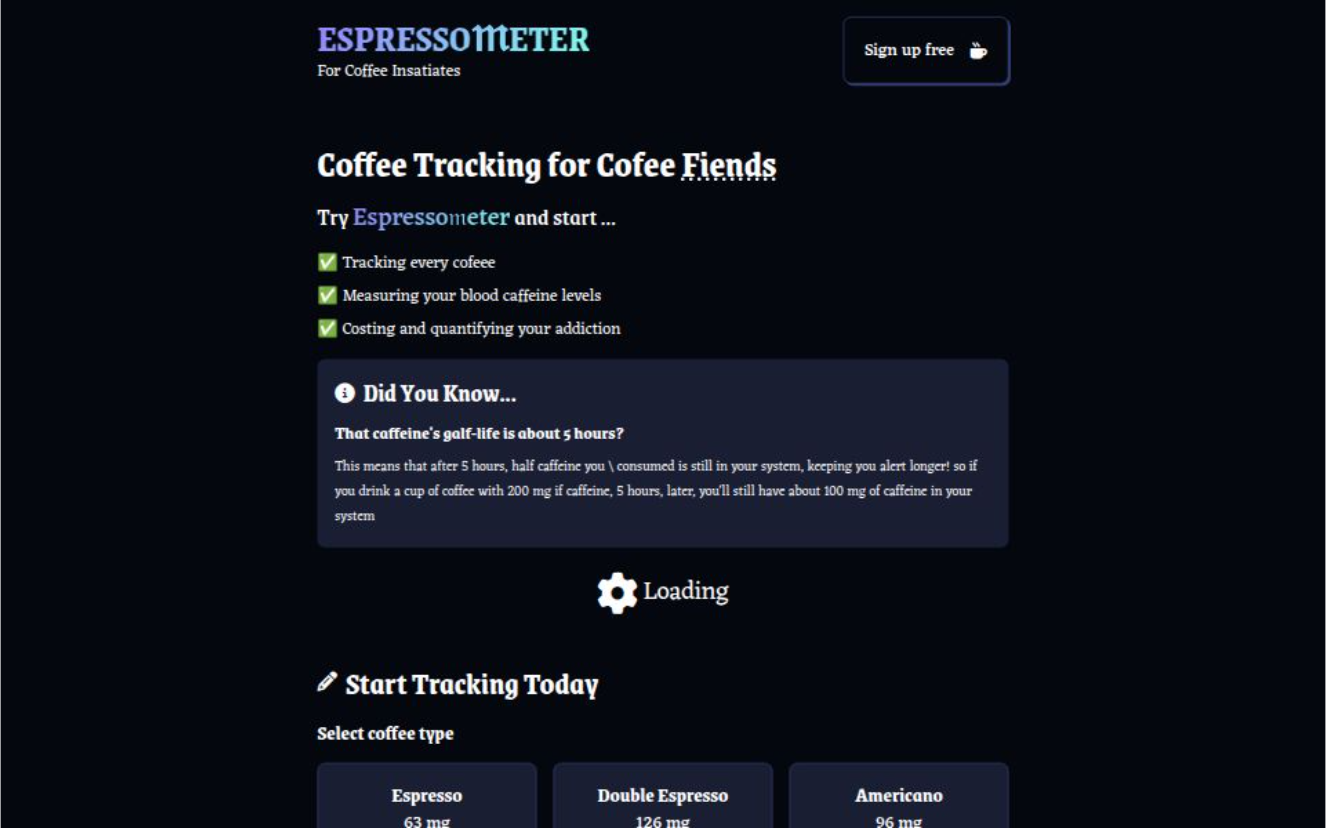 ESPRESSOMETER
For Coffee Insatiates
Sign up free
Coffee Tracking for Cofee Fiends
Try Espressometer and start ...
✅ Tracking every cofeee
✅ Measuring your blood caffeine levels
✅ Costing and quantifying your addiction
Did You Know...
That caffeine's galf-life is about 5 hours?
This means that after 5 hours, half caffeine you \ consumed is still in your system, keeping you alert longer! so if
you drink a cup of coffee with 200 mg if caffeine, 5 hours, later, you'll still have about 100 mg of caffeine in your
system
Loading
Start Tracking Today
Select coffee type
Espresso
63 mg
Double Espresso
126 mg
Americano
96 mg